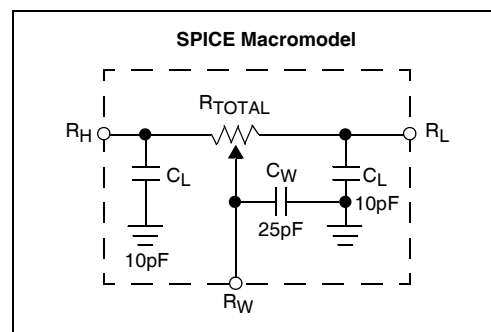 SPICE Macromodel
R_TOTAL
R_H
R_L
C_L
C_W
C_L
10pF
25pF
10pF
R_W